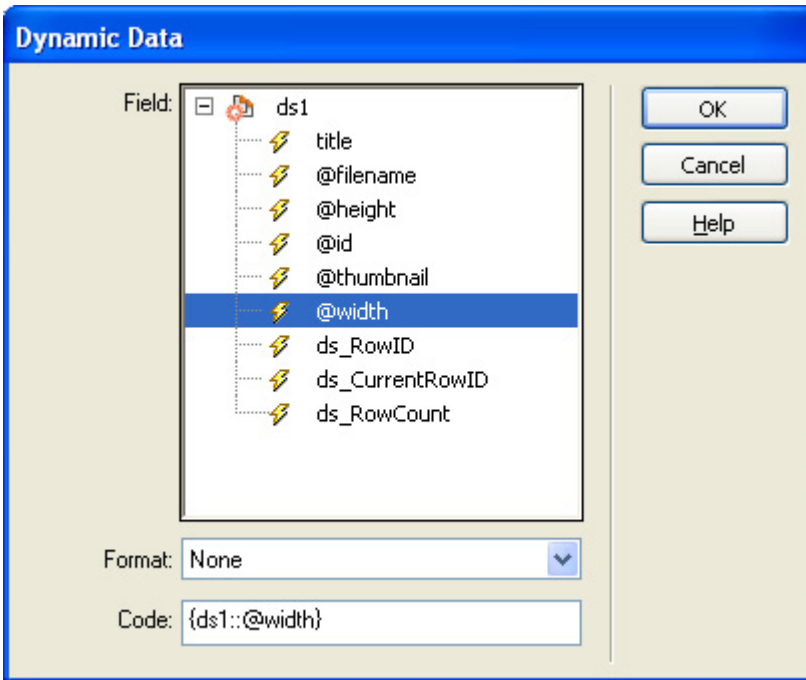 Dynamic Data
Field:
ds1
title
@filename
@height
@id
@thumbnail
@width
ds_RowID
ds_CurrentRowID
ds_RowCount
OK
Cancel
Help
Format: None
Code: {ds1::@width}